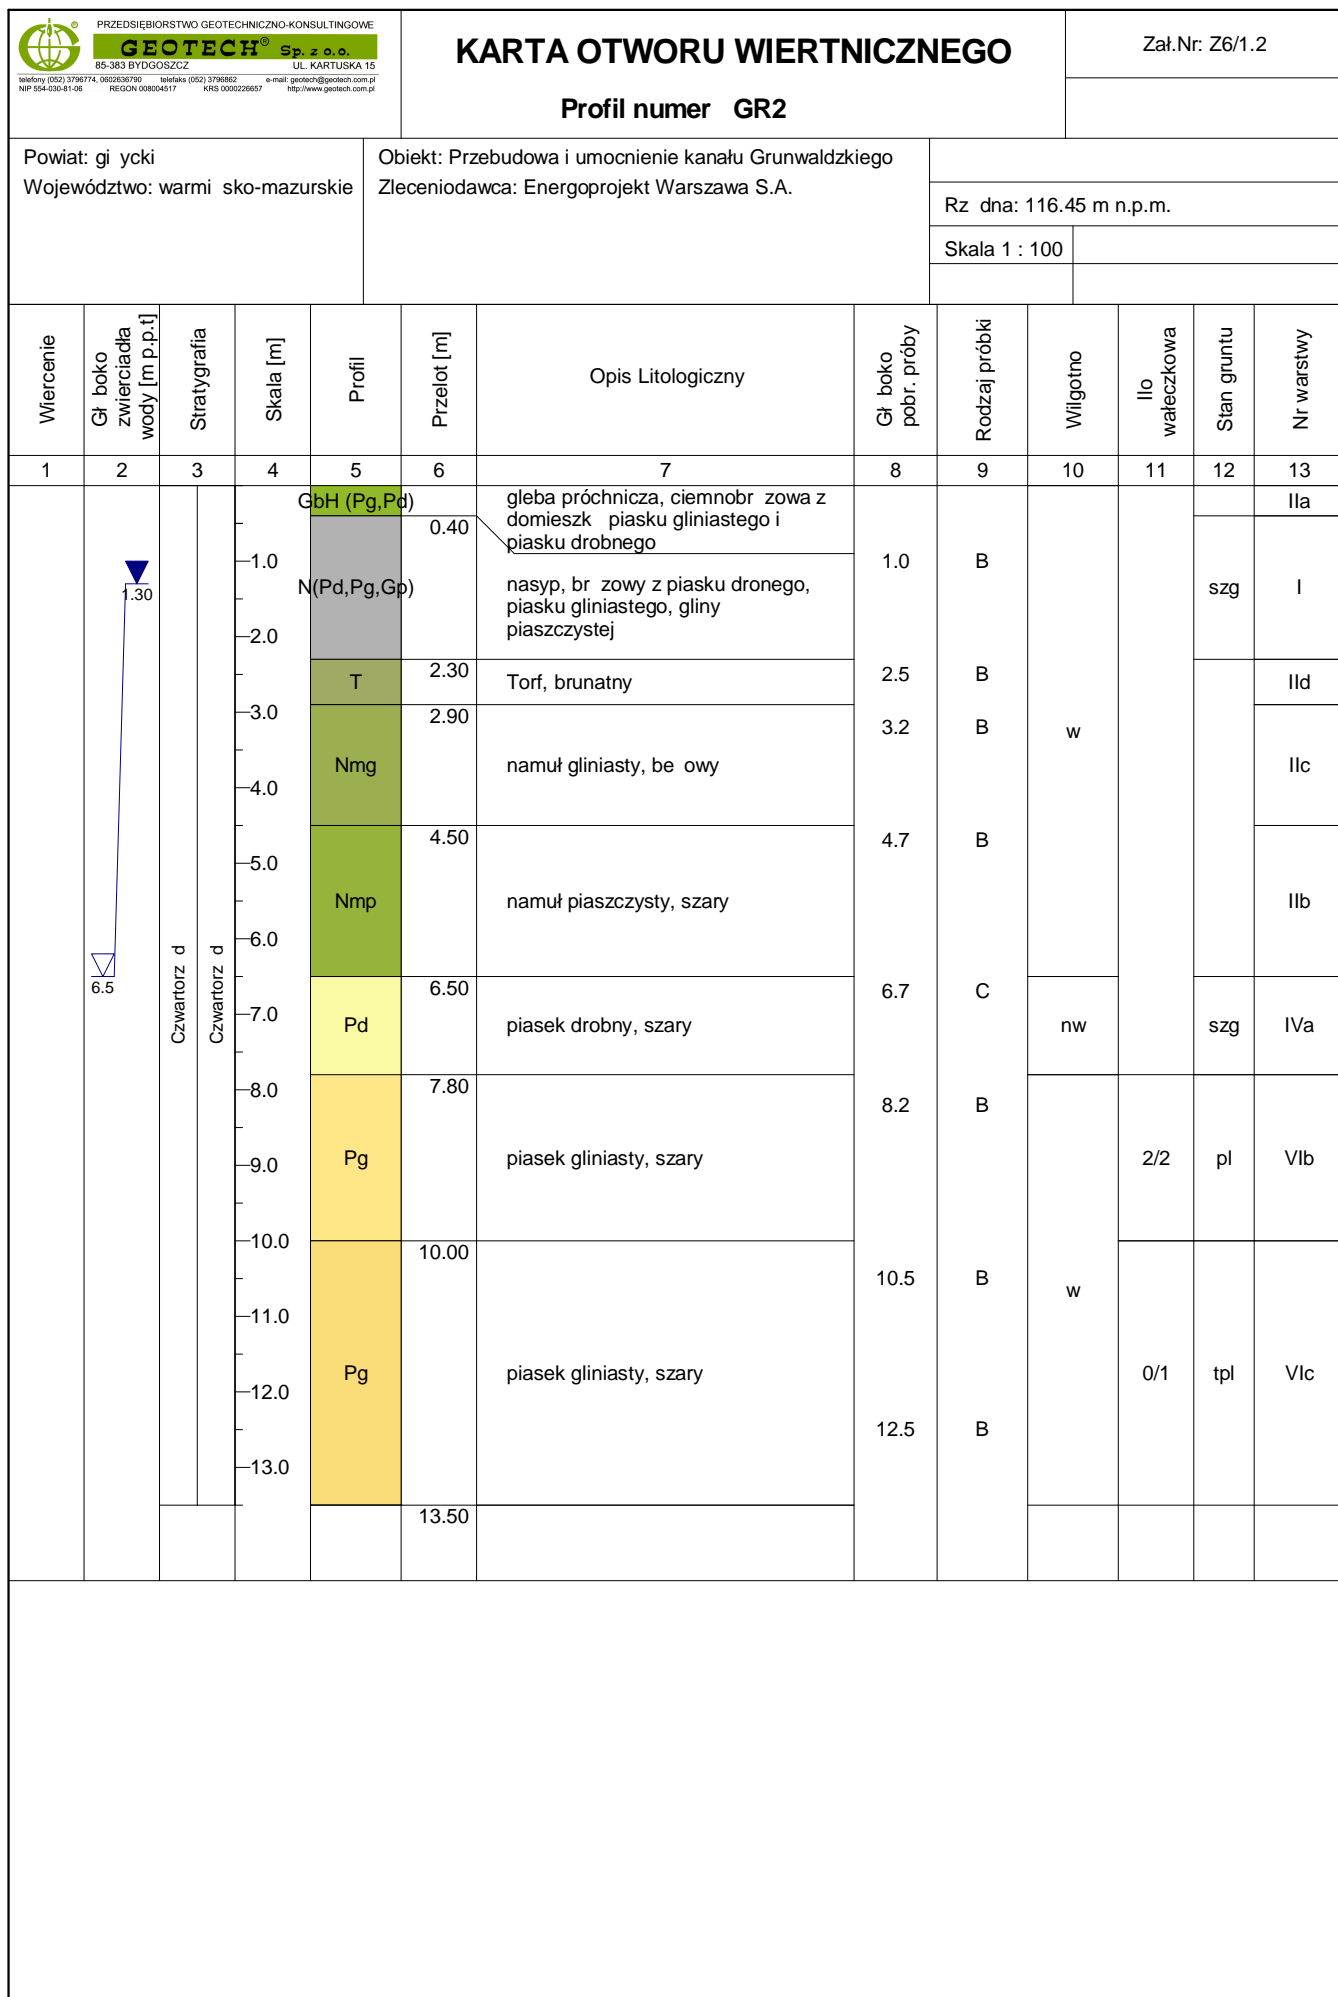 PRZEDSIĘBIORSTWO GEOTECHNICZNO-KONSULTINGOWE
GEOTECH® Sp. z o.o.
85-383 BYDGOSZCZ UL. KARTUSKA 15
telefony (052) 3796774, 0602636790 telefaks (052) 3796862 e-mail: geotech@geotech.com.pl
NIP 554-030-81-06 REGON 008004517 KRS 0000226657 http://www.geotech.com.pl
KARTA OTWORU WIERTNICZNEGO
Profil numer GR2
Zał.Nr: Z6/1.2
Powiat: gi ycki
Województwo: warmi sko-mazurskie
Obiekt: Przebudowa i umocnienie kanału Grunwaldzkiego
Zleceniodawca: Energoprojekt Warszawa S.A.
Rz dna: 116.45 m n.p.m.
Skala 1 : 100
Wiercenie
Gł boko
zwierciadła
wody [m p.p.t]
Stratygrafia
Skala [m]
Profil
Przelot [m]
Opis Litologiczny
Gł boko
pobr. próby
Rodzaj próbki
Wilgotno
Ilo
wałeczkowa
Stan gruntu
Nr warstwy
1 2 3 4 5 6 7 8 9 10 11 12 13
GbH (Pg,Pd)
gleba próchnicza, ciemnobr zowa z
domieszk piasku gliniastego i
piasku drobnego
IIa
0.40
1.0
1.0 B
1.30
N(Pd,Pg,Gp)
nasyp, br zowy z piasku dronego,
piasku gliniastego, gliny
piaszczystej
szg I
2.0
2.30
T
Torf, brunatny
2.5 B
IId
3.0
2.90
3.2 B
w
Nmg
namuł gliniasty, be owy
IIc
4.0
4.50
4.7 B
5.0
Nmp
namuł piaszczysty, szary
IIb
6.0
6.5
Czwartorz d
Czwartorz d
6.50
6.7 C
7.0
Pd
piasek drobny, szary
nw szg IVa
8.0
7.80
8.2 B
9.0
Pg
piasek gliniasty, szary
2/2 pl VIb
10.0
10.00
10.5 B
w
11.0
Pg
piasek gliniasty, szary
0/1 tpl VIc
12.0
12.5 B
13.0
13.50